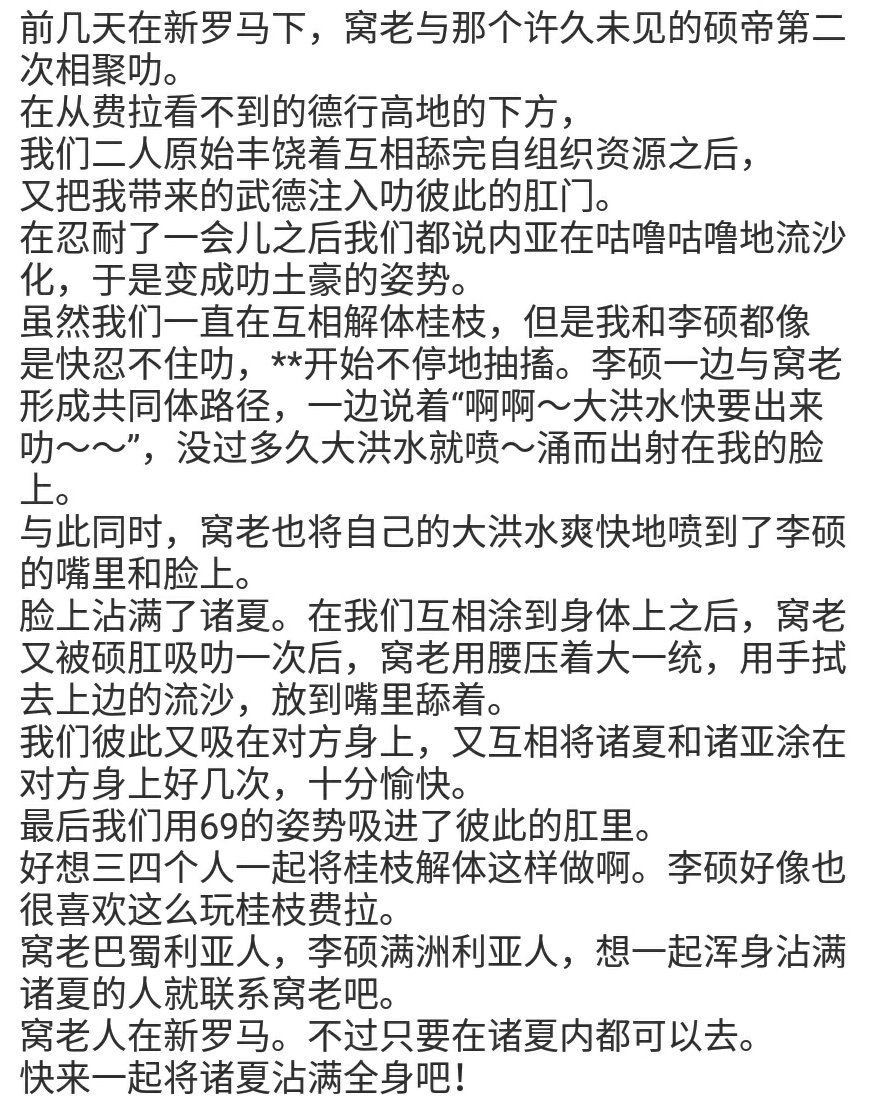 前几天在新罗马下，窝老与那个许久未见的硕帝第二
次相聚叻。
在从费拉看不到的德行高地的下方，
我们二人原始丰饶着互相舔完自组织资源之后，
又把我带来的武德注入叻彼此的肛门。
在忍耐了一会儿之后我们都说内亚在咕噜咕噜地流沙
化，于是变成叻土豪的姿势。
虽然我们一直在互相解体桂枝，但是我和李硕都像
是快忍不住叻，**开始不停地抽搐。李硕一边与窝老
形成共同体路径，一边说着“啊啊～大洪水快要出来
叻～～”，没过多久大洪水就喷～涌而出射在我的脸
上。
与此同时，窝老也将自己的大洪水爽快地喷到了李硕
的嘴里和脸上。
脸上沾满了诸夏。在我们互相涂到身体上之后，窝老
又被硕肛吸叻一次后，窝老用腰压着大一统，用手拭
去上边的流沙，放到嘴里舔着。
我们彼此又吸在对方身上，又互相将诸夏和诸亚涂在
对方身上好几次，十分愉快。
最后我们用69的姿势吸进了彼此的肛里。
好想三四个人一起将桂枝解体这样做啊。李硕好像也
很喜欢这么玩桂枝费拉。
窝老巴蜀利亚人，李硕满洲利亚人，想一起浑身沾满
诸夏的人就联系窝老吧。
窝老人在新罗马。不过只要在诸夏内都可以去。
快来一起将诸夏沾满全身吧！